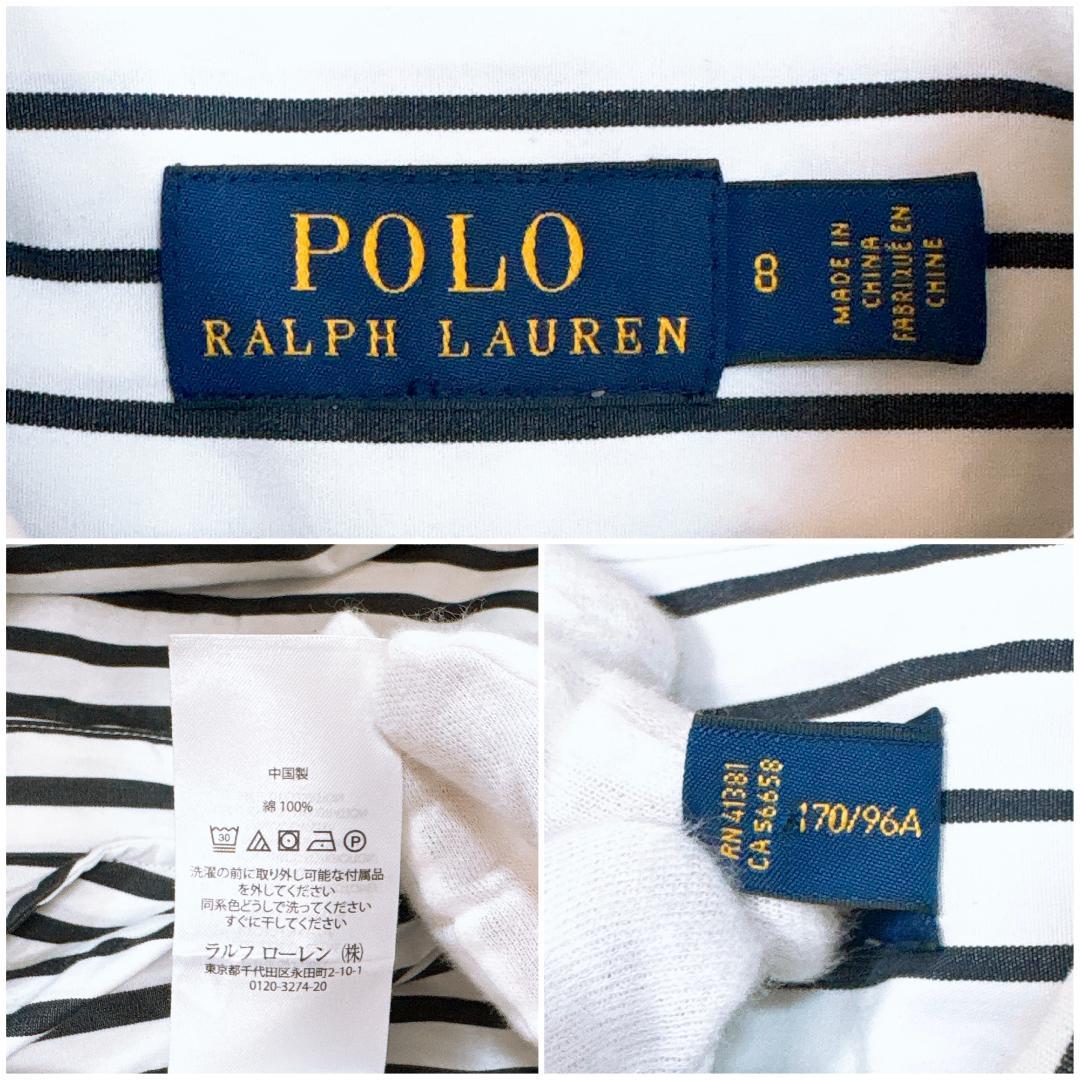 POLO
RALPH LAUREN
8
MADE IN
CHINA
FABRIQUÉ EN
CHINE
中国製
綿 100%
30
P
洗濯の前に取り外し可能な付属品
を外してください
同系色どうしで洗ってください
すぐに干してください
ラルフ ローレン (株)
東京都千代田区永田町2-10-1
0120-3274-20
RN 41381
CA 56658
170/96A